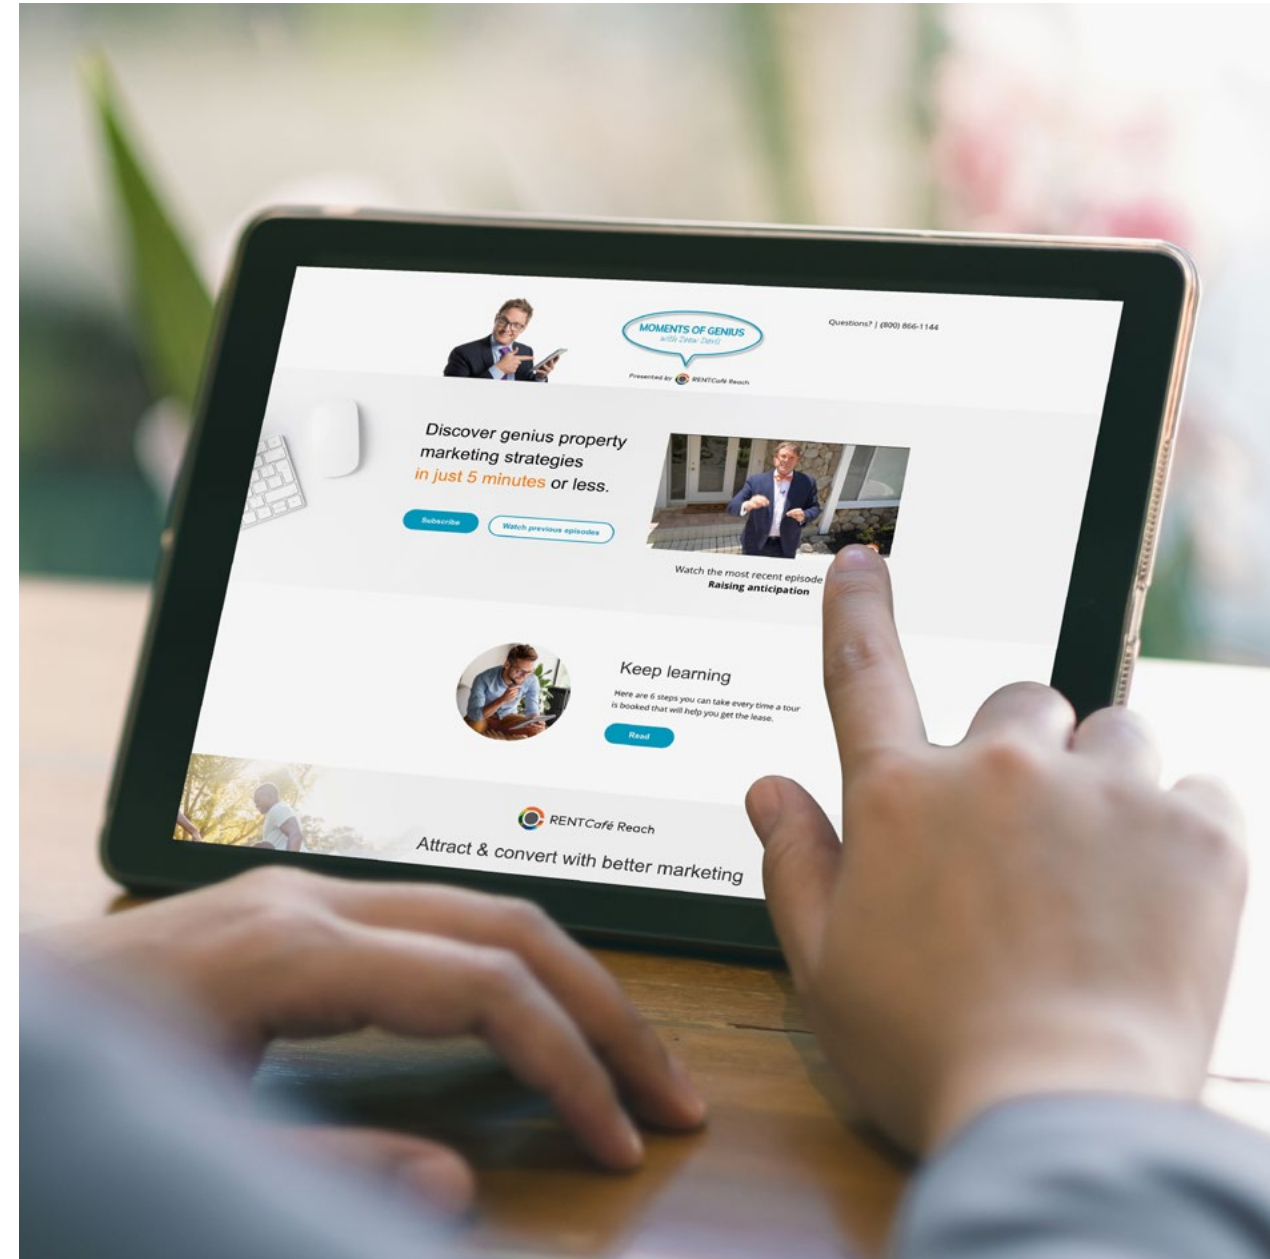 MOMENTS OF GENIUS
with Drew Davis
Presented by RENTCafé Reach
Questions? | (800) 866-1144
Discover genius property
marketing strategies
in just 5 minutes or less.
Subscribe
Watch previous episodes
Watch the most recent episode
Raising anticipation
Keep learning
Here are 6 steps you can take every time a tour
is booked that will help you get the lease.
Read
RENTCafé Reach
Attract & convert with better marketing